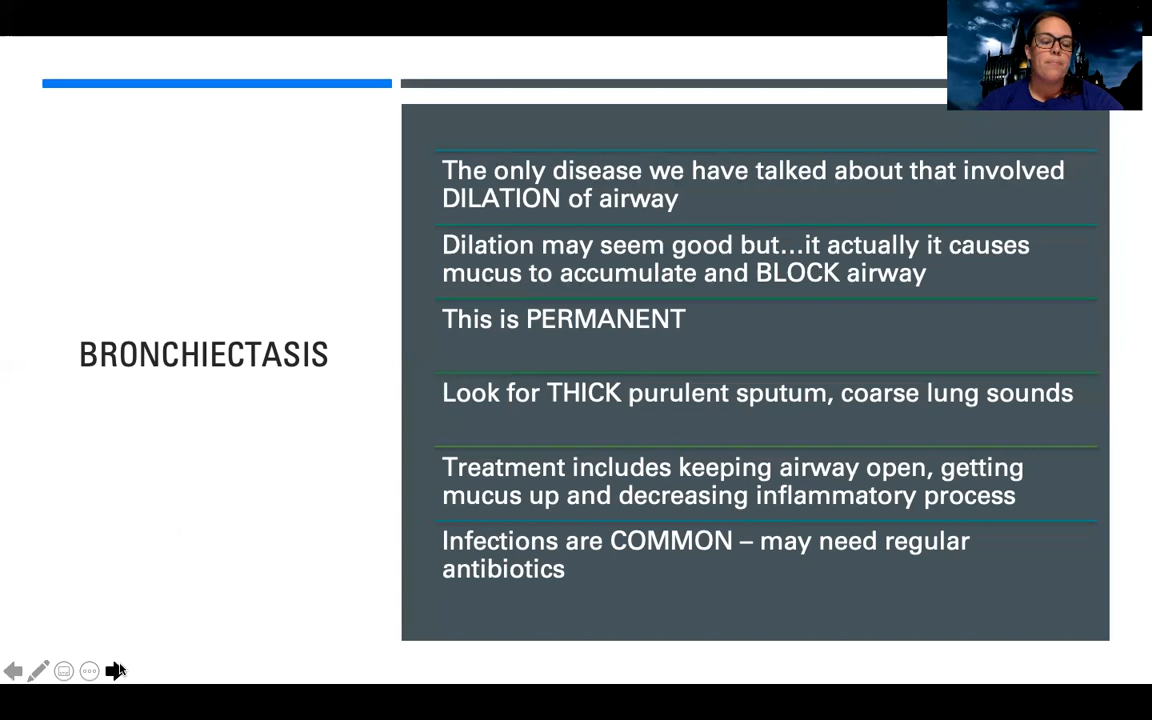 BRONCHIECTASIS
The only disease we have talked about that involved
DILATION of airway
Dilation may seem good but…it actually it causes
mucus to accumulate and BLOCK airway
This is PERMANENT
Look for THICK purulent sputum, coarse lung sounds
Treatment includes keeping airway open, getting
mucus up and decreasing inflammatory process
Infections are COMMON – may need regular
antibiotics